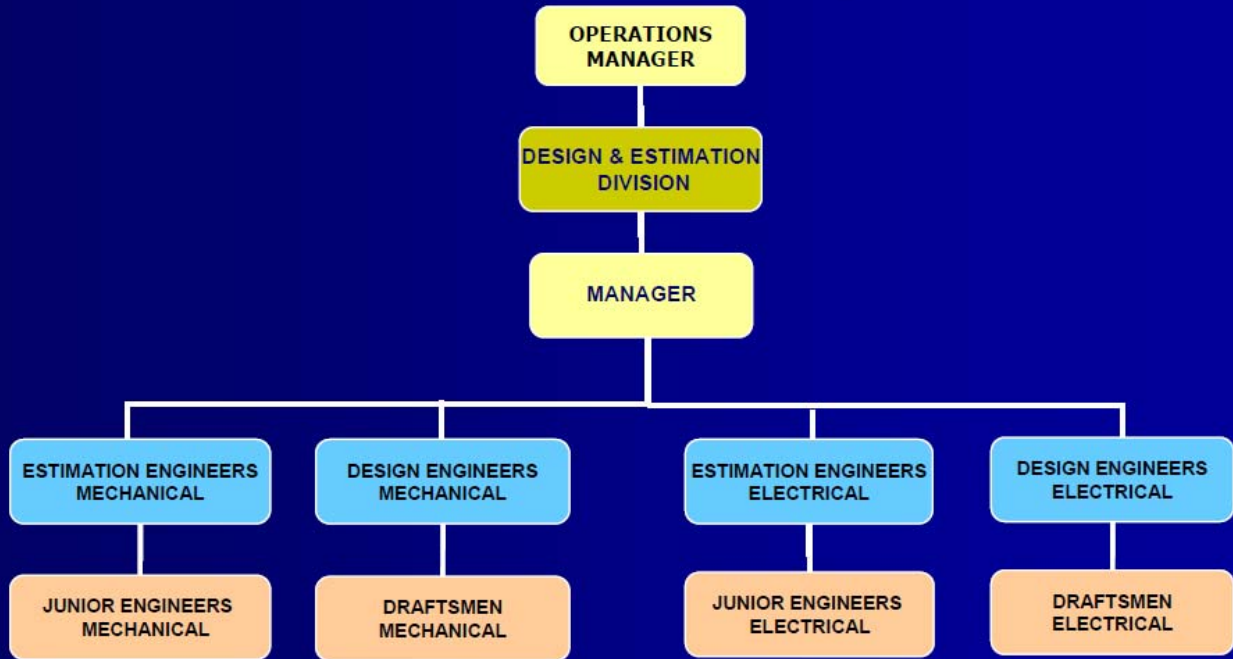 OPERATIONS
MANAGER
DESIGN & ESTIMATION
DIVISION
MANAGER
ESTIMATION ENGINEERS
MECHANICAL
DESIGN ENGINEERS
MECHANICAL
ESTIMATION ENGINEERS
ELECTRICAL
DESIGN ENGINEERS
ELECTRICAL
JUNIOR ENGINEERS
MECHANICAL
DRAFTSMEN
MECHANICAL
JUNIOR ENGINEERS
ELECTRICAL
DRAFTSMEN
ELECTRICAL